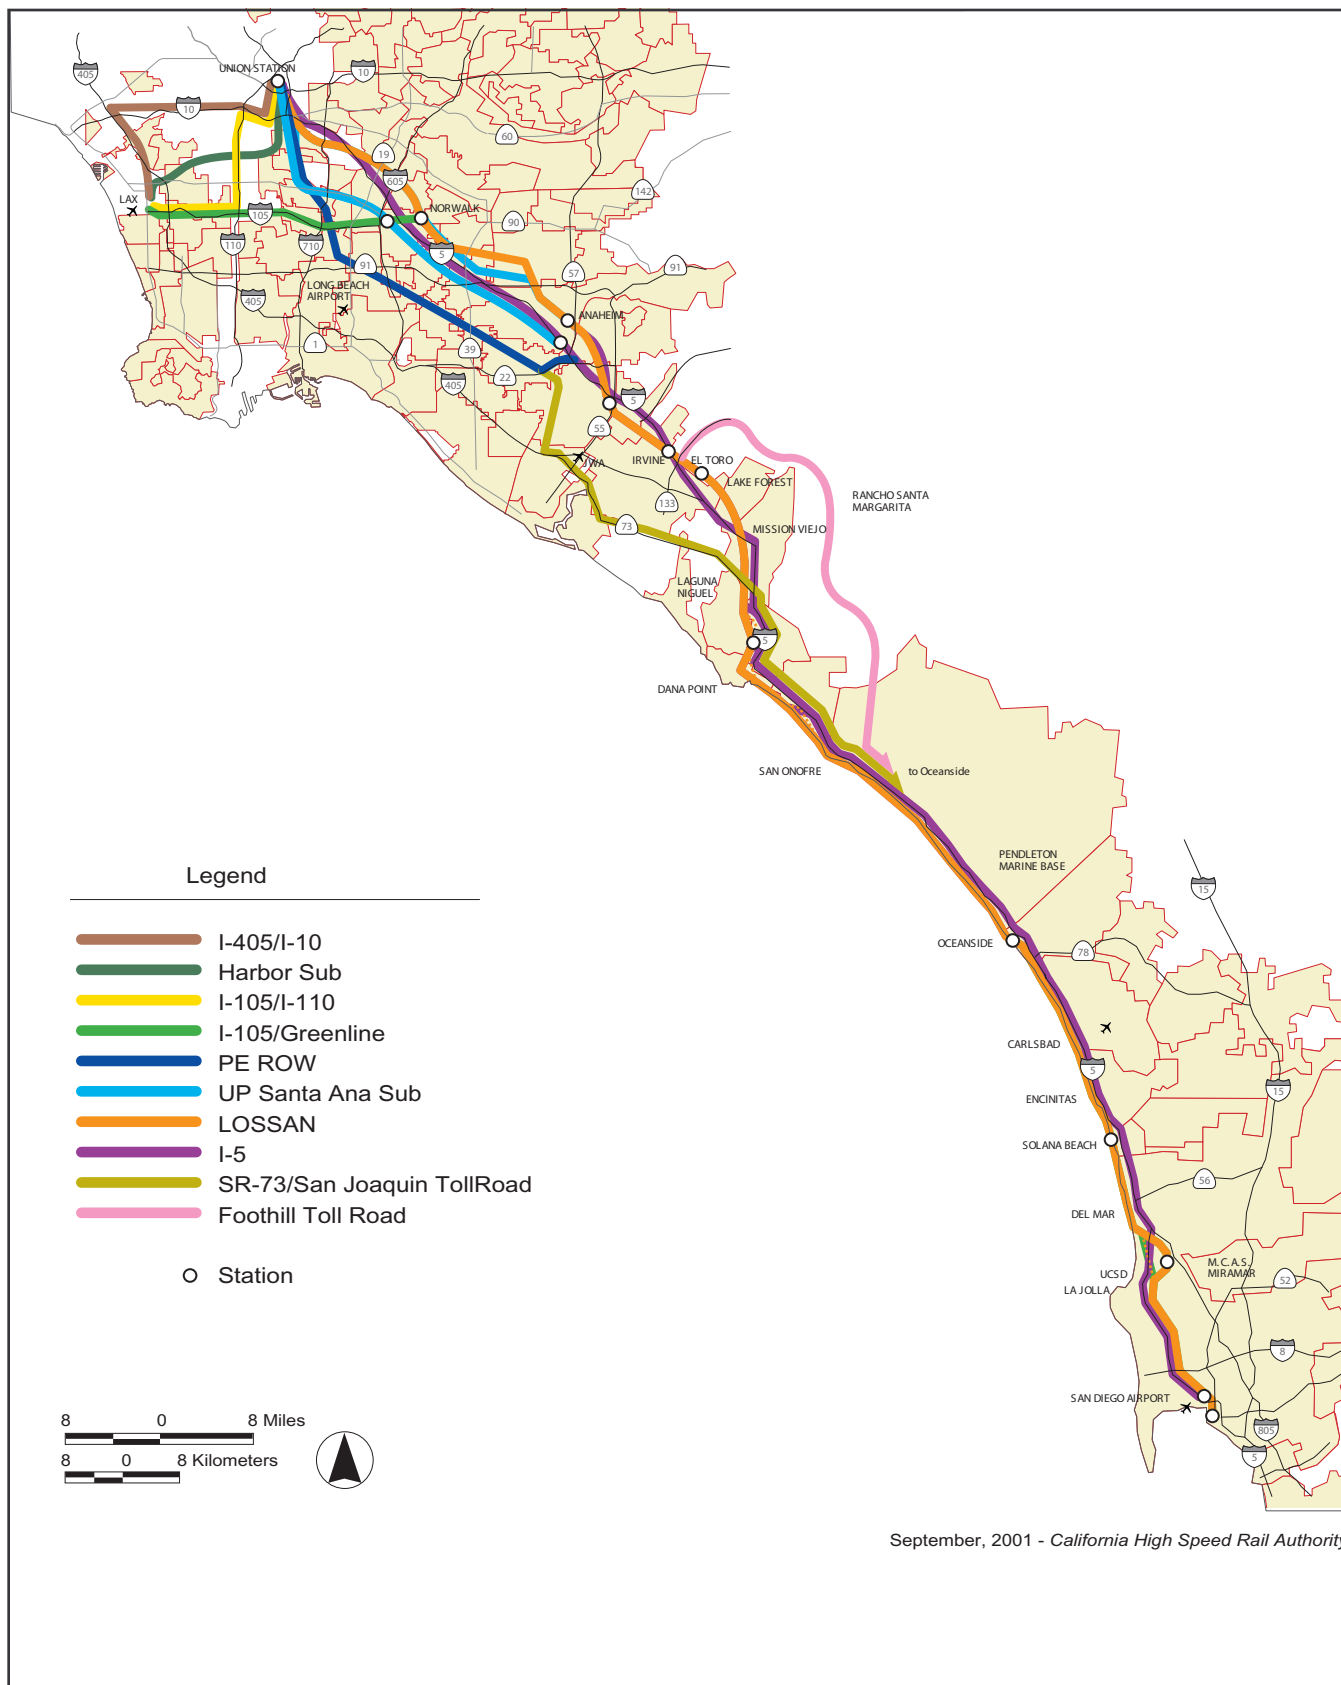 405
UNION STATION
10
10
60
19
605
142
LAX
NORWALK
105
90
110
710
5
91
57
91
LONG BEACH
AIRPORT
405
ANAHEIM
1
39
22
405
5
55
IRVINE
EL TORO
JWA
LAKE FOREST
133
RANCHO SANTA
MARGARITA
73
MISSION VIEJO
LAGUNA
NIGUEL
5
DANA POINT
SAN ONOFRE
to Oceanside
PENDLETON
MARINE BASE
15
OCEANSIDE
78
CARLSBAD
5
15
ENCINITAS
SOLANA BEACH
56
DEL MAR
UCSD
M.C.A.S.
MIRAMAR
LA JOLLA
52
8
SAN DIEGO AIRPORT
805
5
Legend
I-405/I-10
Harbor Sub
I-105/I-110
I-105/Greenline
PE ROW
UP Santa Ana Sub
LOSSAN
I-5
SR-73/San Joaquin TollRoad
Foothill Toll Road
Station
8 0 8 Miles
8 0 8 Kilometers
September, 2001 - California High Speed Rail Authority